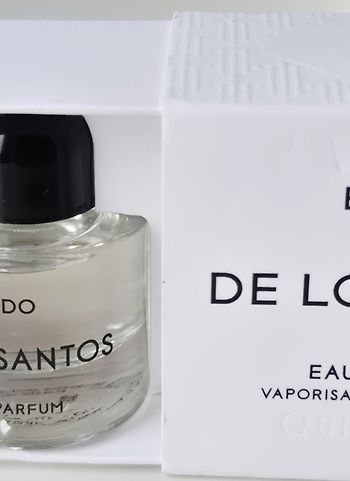 DO
SANTOS
PARFUM
DE LO
EAU
VAPORISA